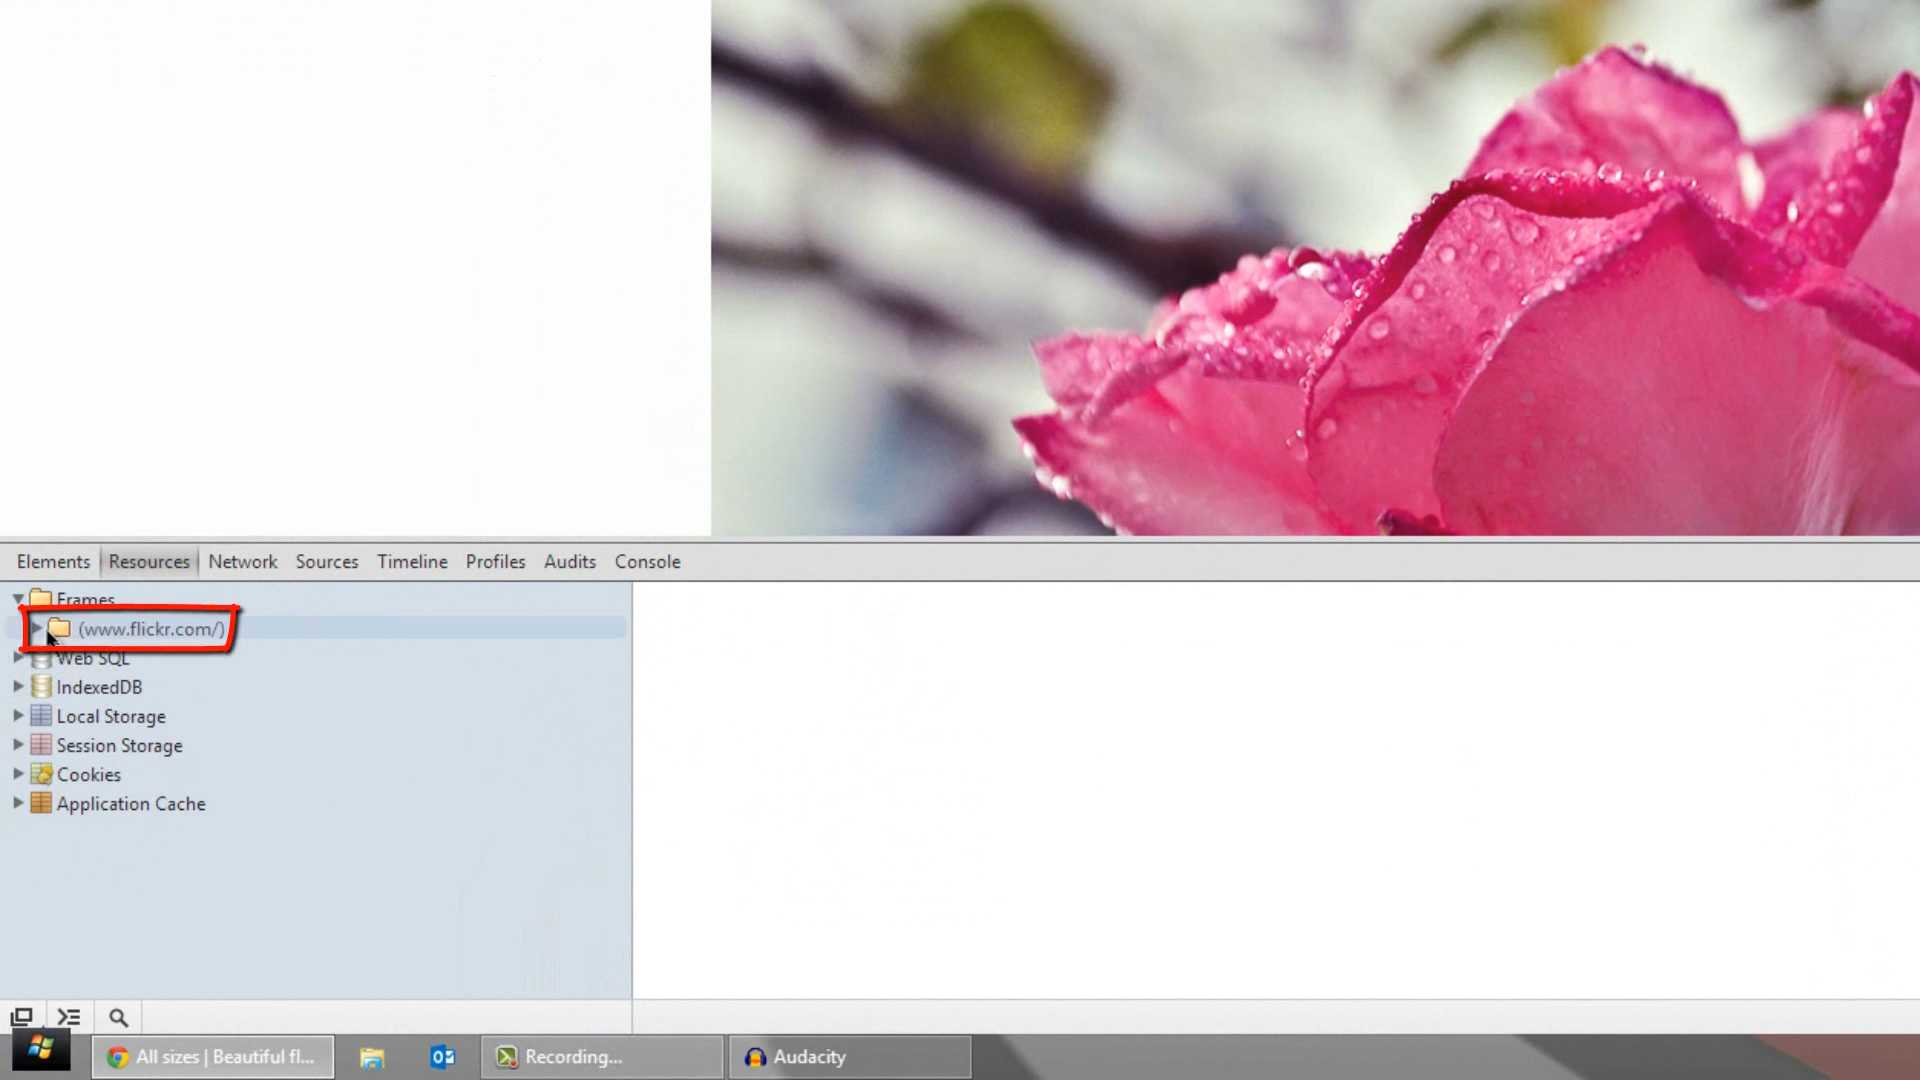 Elements Resources Network Sources Timeline Profiles Audits Console
Frames
(www.flickr.com/)
Web SQL
IndexedDB
Local Storage
Session Storage
Cookies
Application Cache
All sizes | Beautiful fl... Recording... Audacity